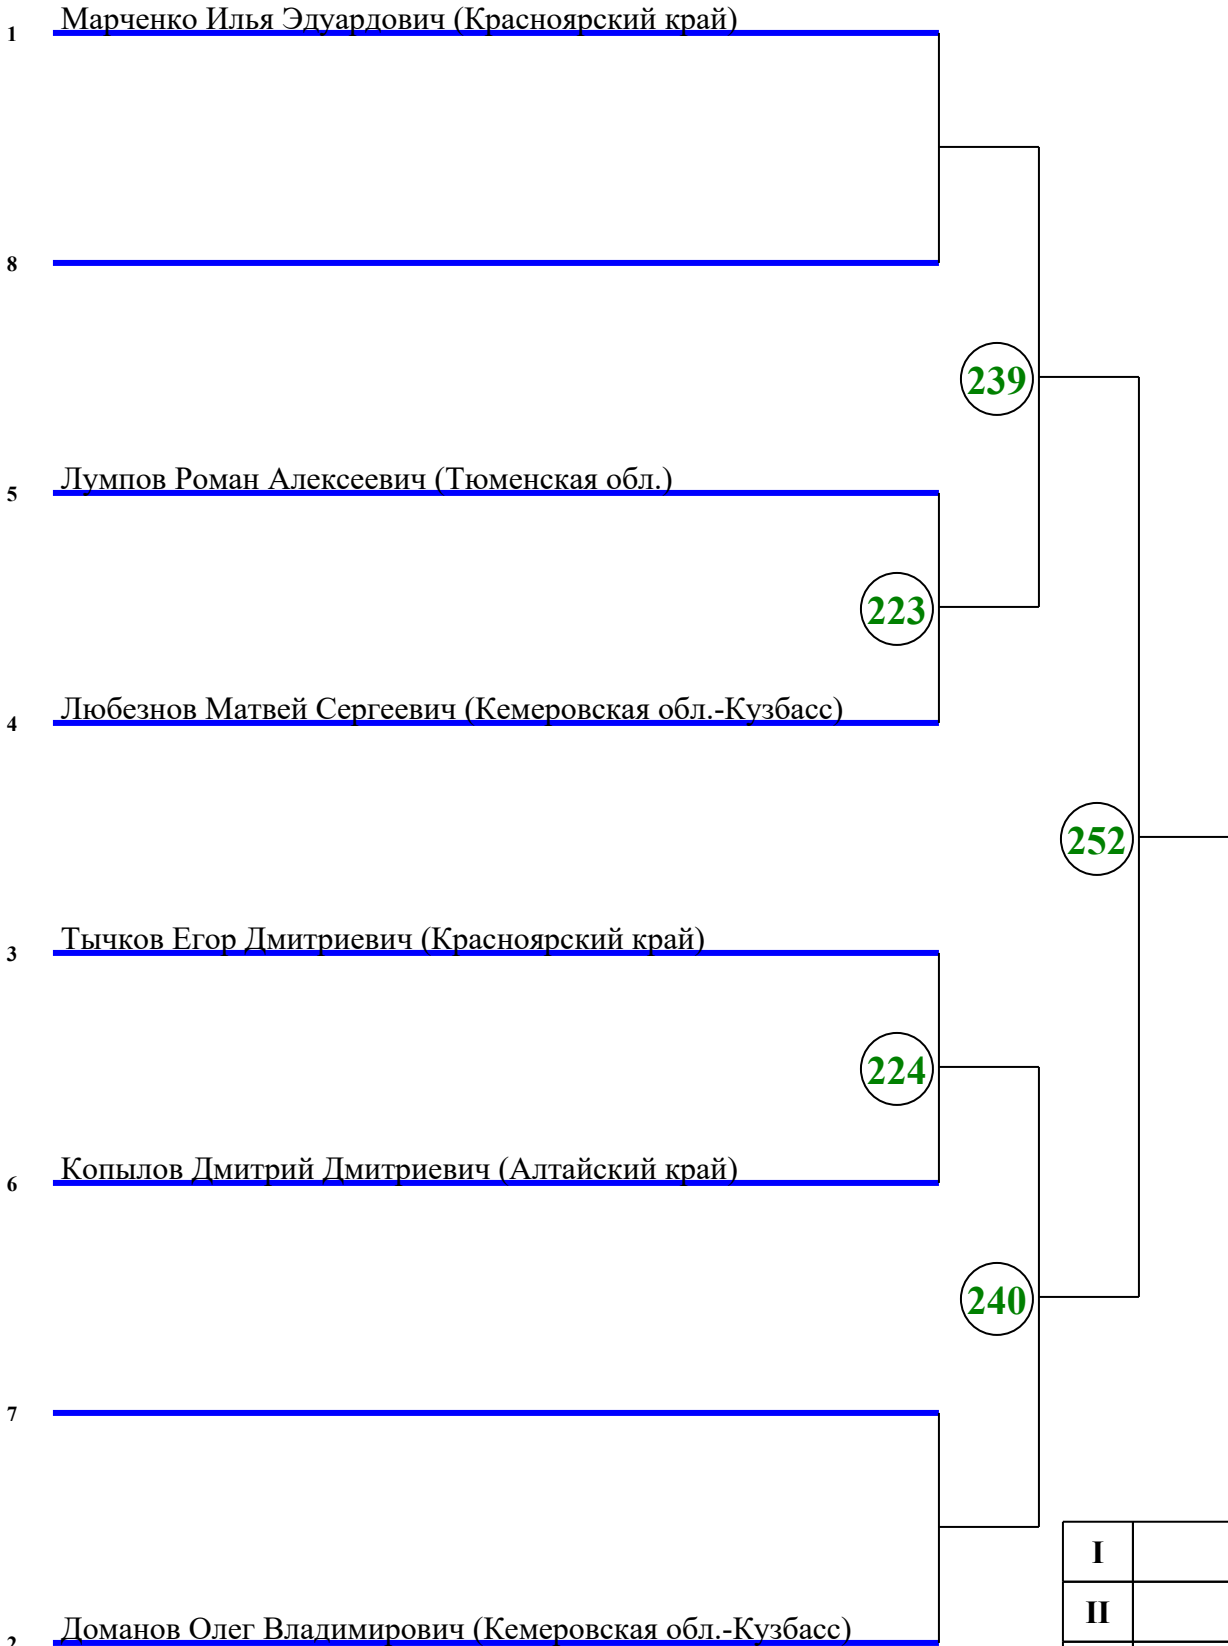 Марченко Илья Эдуардович (Красноярский край)
1
8
239
Лумпов Роман Алексеевич (Тюменская обл.)
5
223
Любезнов Матвей Сергеевич (Кемеровская обл.-Кузбасс)
4
252
Тычков Егор Дмитриевич (Красноярский край)
3
224
Копылов Дмитрий Дмитриевич (Алтайский край)
6
240
7
I
II
Доманов Олег Владимирович (Кемеровская обл.-Кузбасс)
2